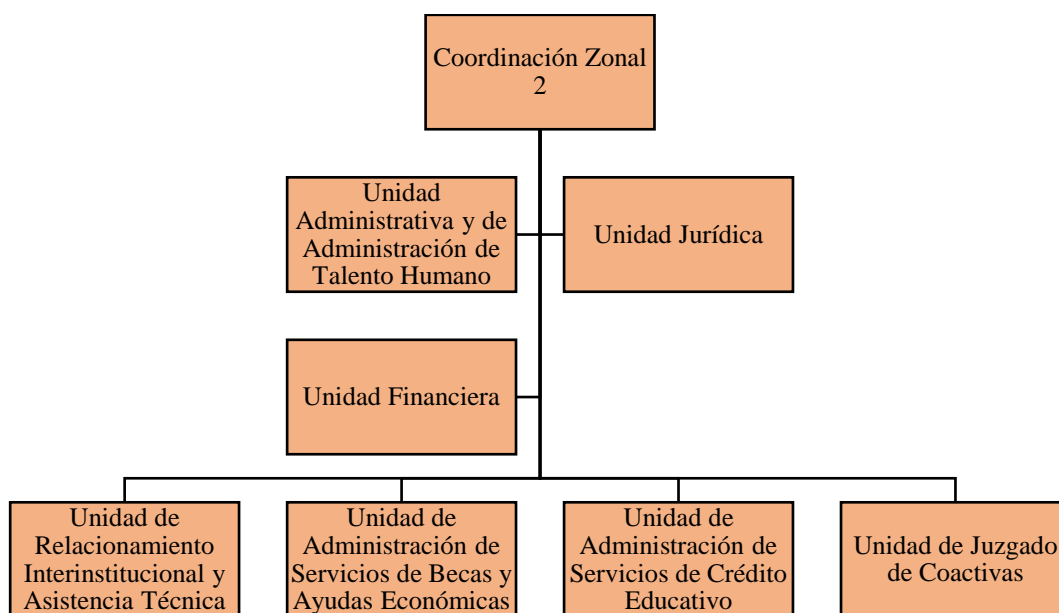 Coordinación Zonal
2
Unidad
Administrativa y de
Administración de
Talento Humano
Unidad Jurídica
Unidad Financiera
Unidad de
Relacionamiento
Interinstitucional y
Asistencia Técnica
Unidad de
Administración de
Servicios de Becas y
Ayudas Económicas
Unidad de
Administración de
Servicios de Crédito
Educativo
Unidad de Juzgado
de Coactivas